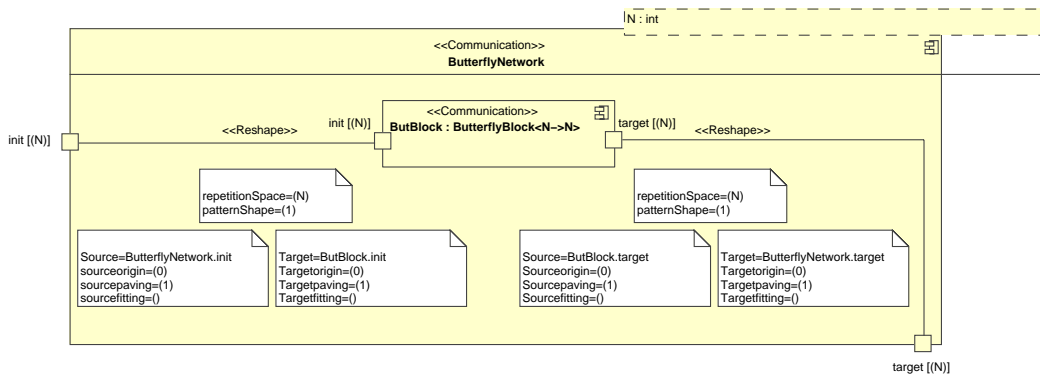 N : int
<<Communication>>
ButterflyNetwork
<<Communication>>
ButBlock : ButterflyBlock<N–>N>
init [(N)]
<<Reshape>>
init [(N)]
target [(N)]
<<Reshape>>
repetitionSpace=(N)
patternShape=(1)
repetitionSpace=(N)
patternShape=(1)
Source=ButterflyNetwork.init
sourceorigin=(0)
sourcepaving=(1)
sourcefitting=()
Target=ButBlock.init
Targetorigin=(0)
Targetpaving=(1)
Targetfitting=()
Source=ButBlock.target
Sourceorigin=(0)
Sourcepaving=(1)
Sourcefitting=()
Target=ButterflyNetwork.target
Targetorigin=(0)
Targetpaving=(1)
Targetfitting=()
target [(N)]